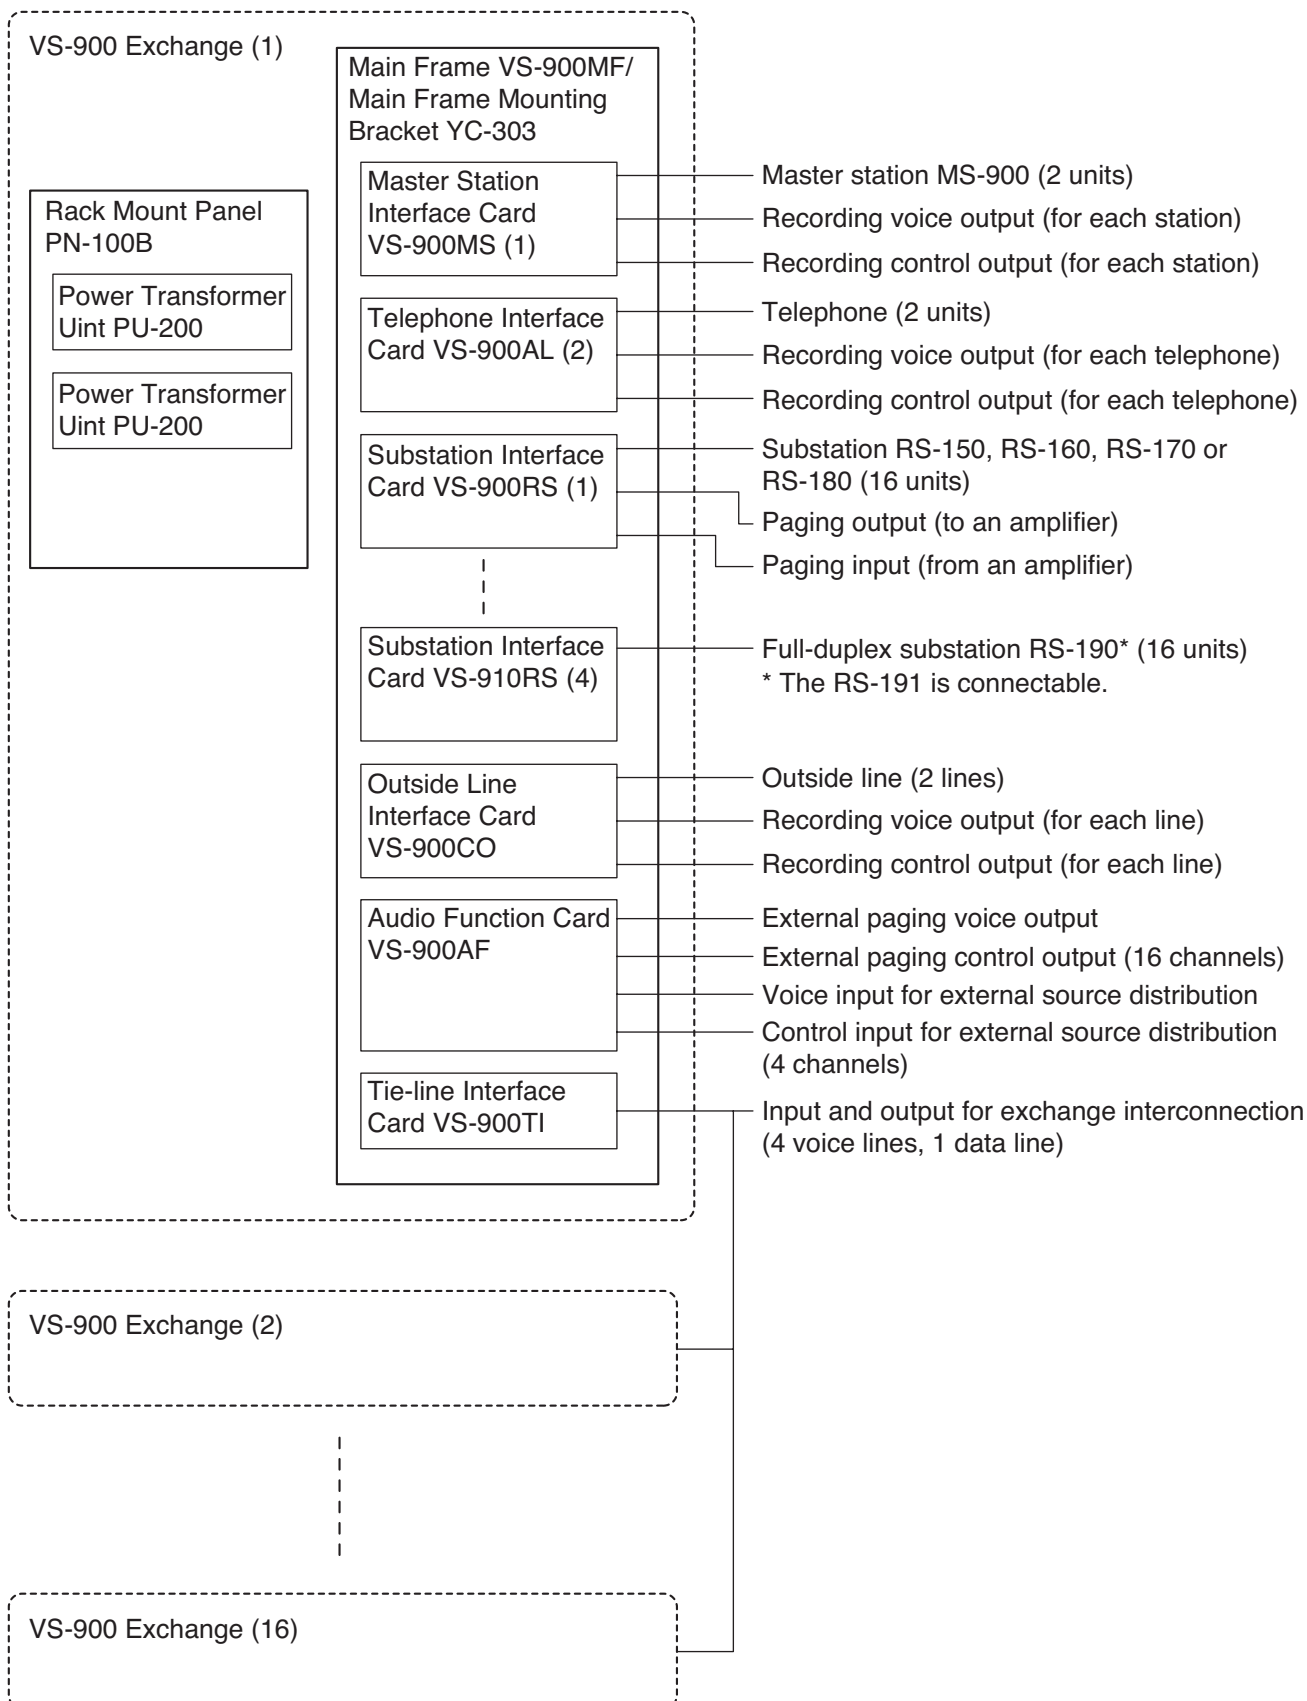 VS-900 Exchange (1)
Main Frame VS-900MF/
Main Frame Mounting
Bracket YC-303
Rack Mount Panel
PN-100B
Power Transformer
Uint PU-200
Power Transformer
Uint PU-200
Master Station
Interface Card
VS-900MS (1)
Master station MS-900 (2 units)
Recording voice output (for each station)
Recording control output (for each station)
Telephone Interface
Card VS-900AL (2)
Telephone (2 units)
Recording voice output (for each telephone)
Recording control output (for each telephone)
Substation Interface
Card VS-900RS (1)
Substation RS-150, RS-160, RS-170 or
RS-180 (16 units)
Paging output (to an amplifier)
Paging input (from an amplifier)
Substation Interface
Card VS-910RS (4)
Full-duplex substation RS-190* (16 units)
* The RS-191 is connectable.
Outside Line
Interface Card
VS-900CO
Outside line (2 lines)
Recording voice output (for each line)
Recording control output (for each line)
Audio Function Card
VS-900AF
External paging voice output
External paging control output (16 channels)
Voice input for external source distribution
Control input for external source distribution
(4 channels)
Tie-line Interface
Card VS-900TI
Input and output for exchange interconnection
(4 voice lines, 1 data line)
VS-900 Exchange (2)
VS-900 Exchange (16)